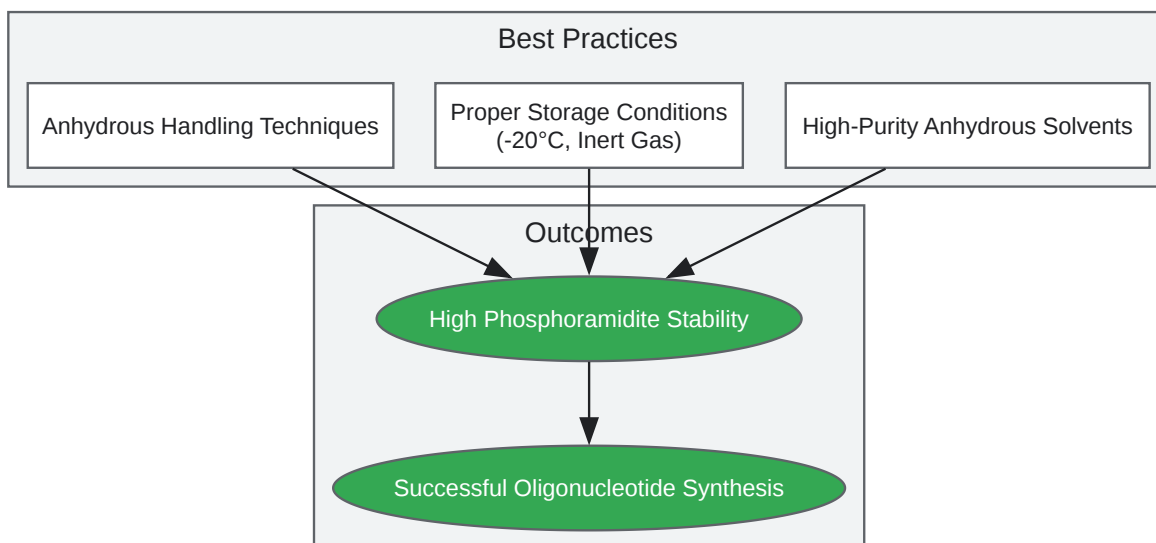 Best Practices
Anhydrous Handling Techniques
Proper Storage Conditions
(-20°C, Inert Gas)
High-Purity Anhydrous Solvents
Outcomes
High Phosphoramidite Stability
Successful Oligonucleotide Synthesis